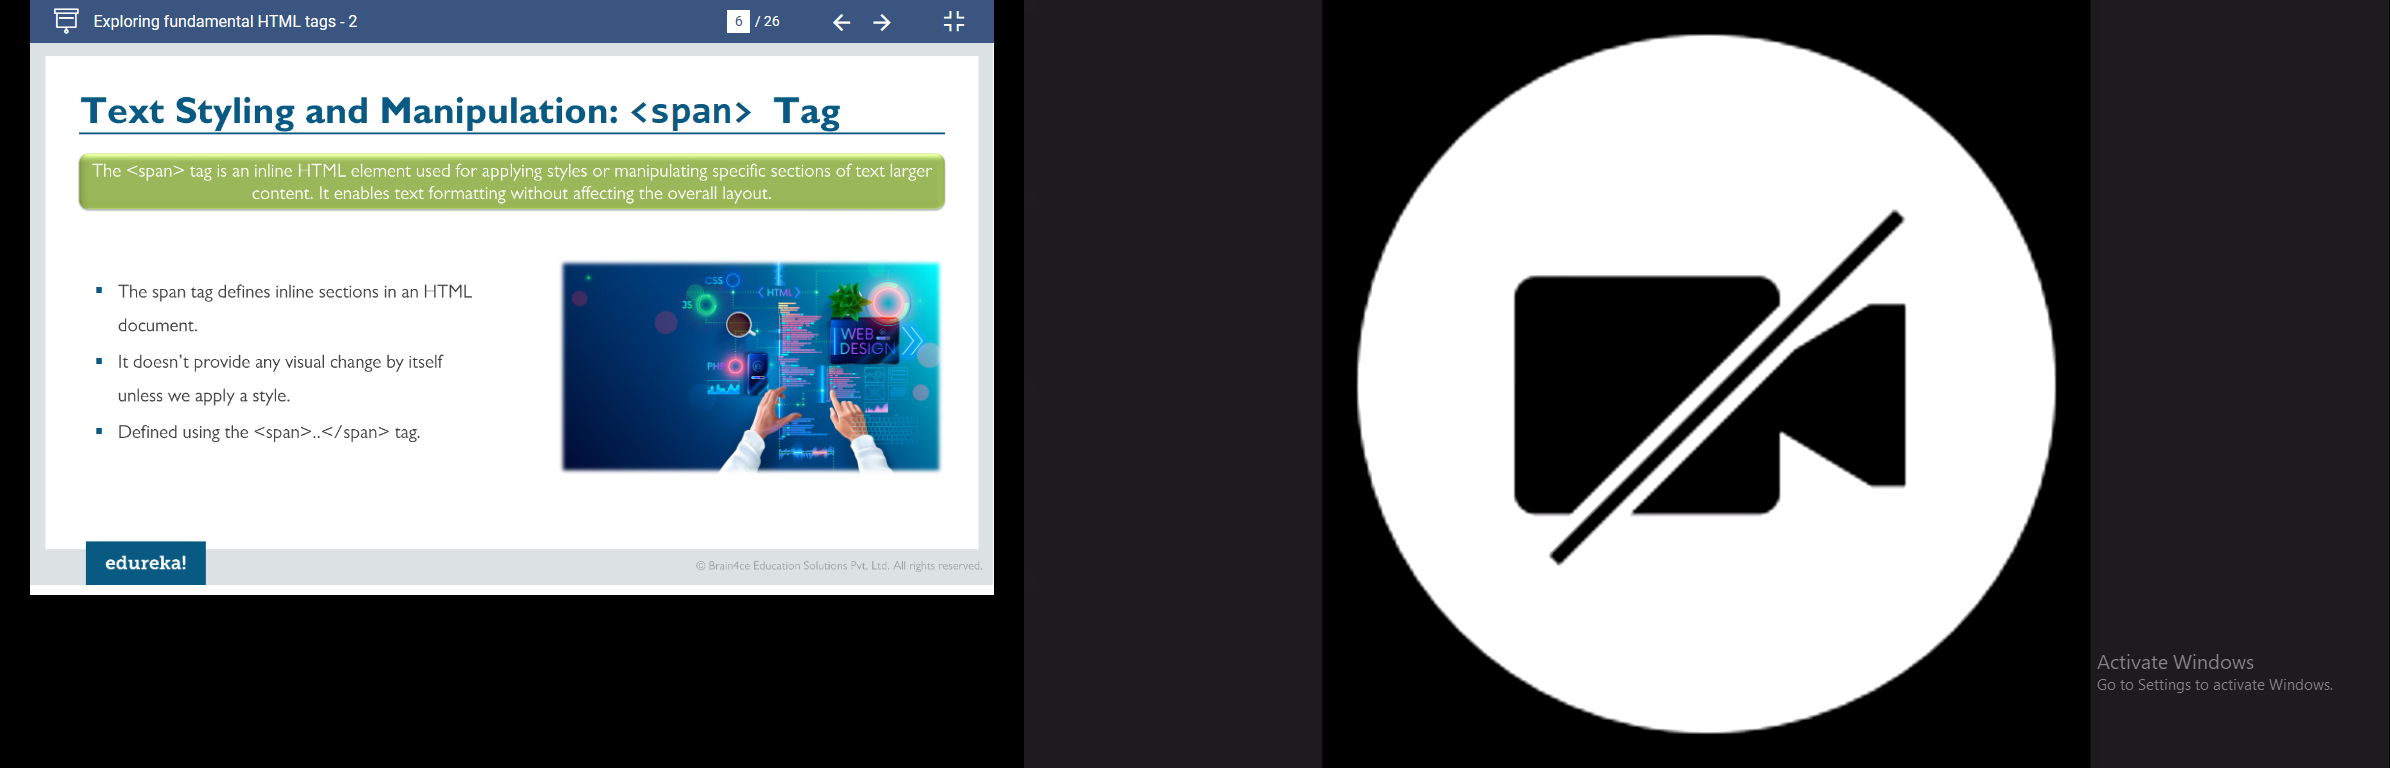 Exploring fundamental HTML tags - 2
6 / 26
Text Styling and Manipulation: <span> Tag
The <span> tag is an inline HTML element used for applying styles or manipulating specific sections of text larger
content. It enables text formatting without affecting the overall layout.
▪ The span tag defines inline sections in an HTML
document.
▪ It doesn't provide any visual change by itself
unless we apply a style.
▪ Defined using the <span>..</span> tag.
CSS
< HTML >
JS
WEB
DESIGN
PHP
edureka!
© Brain4ce Education Solutions Pvt. Ltd. All rights reserved.
Activate Windows
Go to Settings to activate Windows.